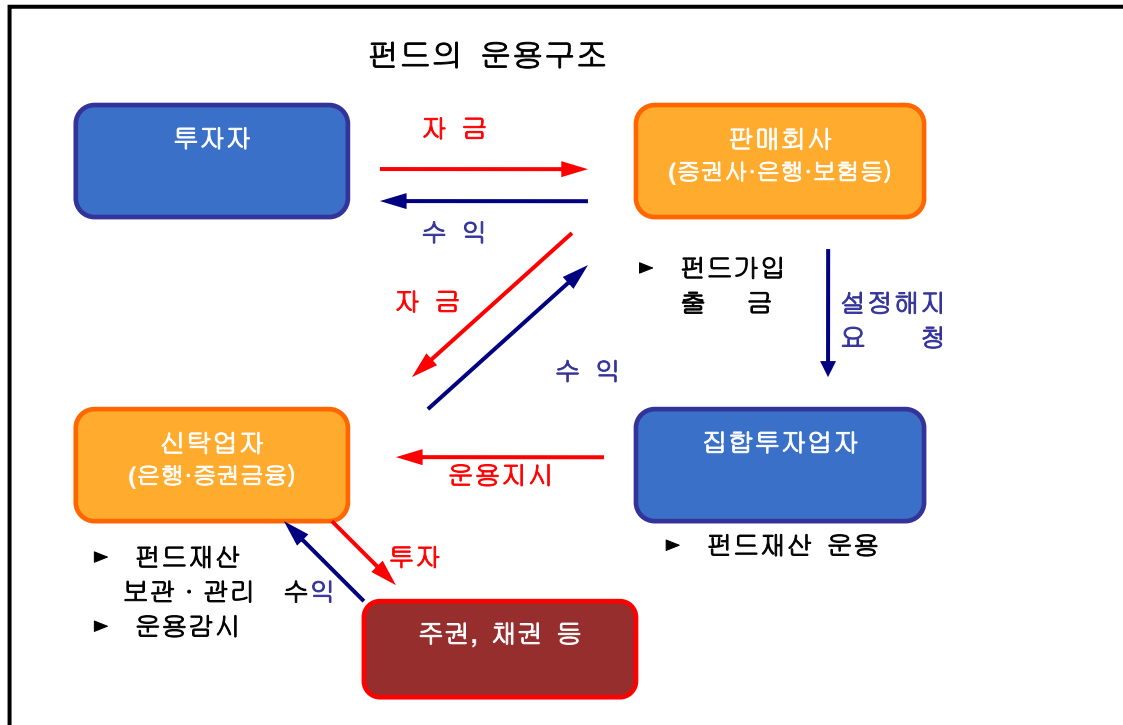 펀드의 운용구조
투자자
자 금
판매회사
(증권사·은행·보험등)
수 익
► 펀드가입
출 금
자 금
설정해지
요 청
수 익
신탁업자
(은행·증권금융)
집합투자업자
운용지시
► 펀드재산 운용
► 펀드재산
보관 · 관리
► 운용감시
투자
수익
주권, 채권 등